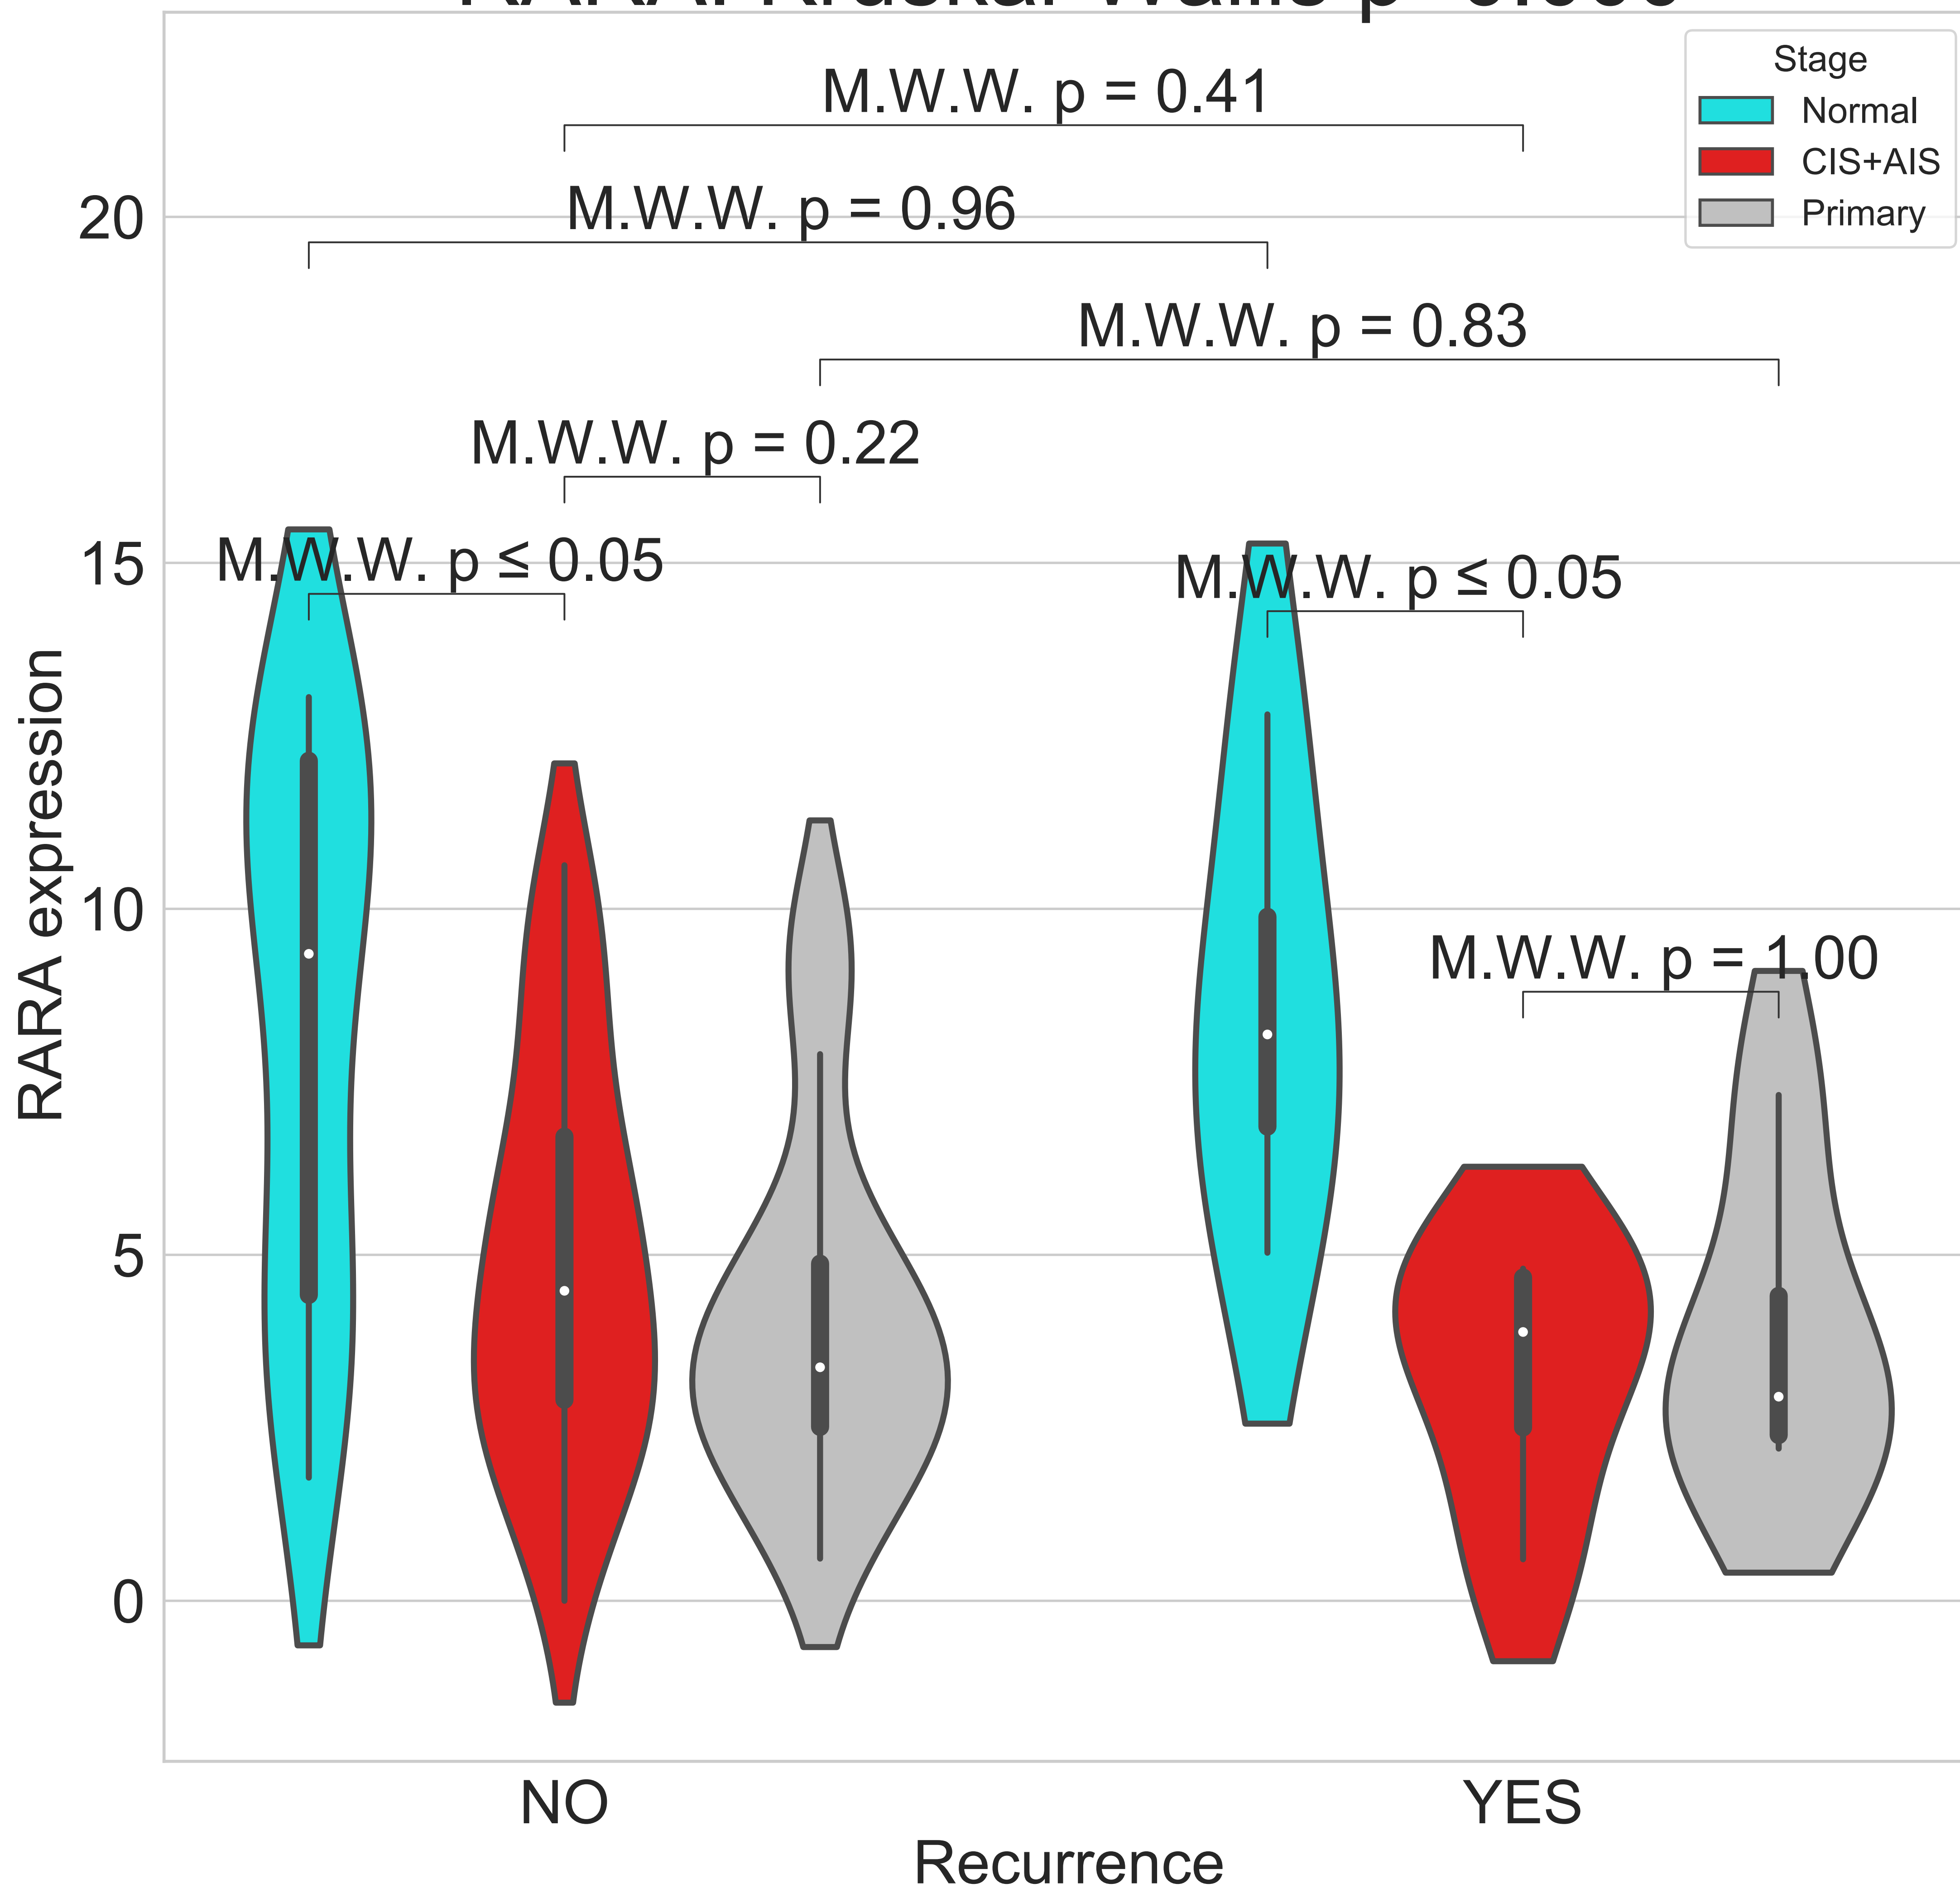 Stage
Normal
CIS+AIS
Primary
M.W.W. p = 0.41
M.W.W. p = 0.96
M.W.W. p = 0.83
M.W.W. p = 0.22
M.W.W. p ≤ 0.05
M.W.W. p ≤ 0.05
M.W.W. p = 1.00
RARA expression
20
15
10
5
0
NO
YES
Recurrence